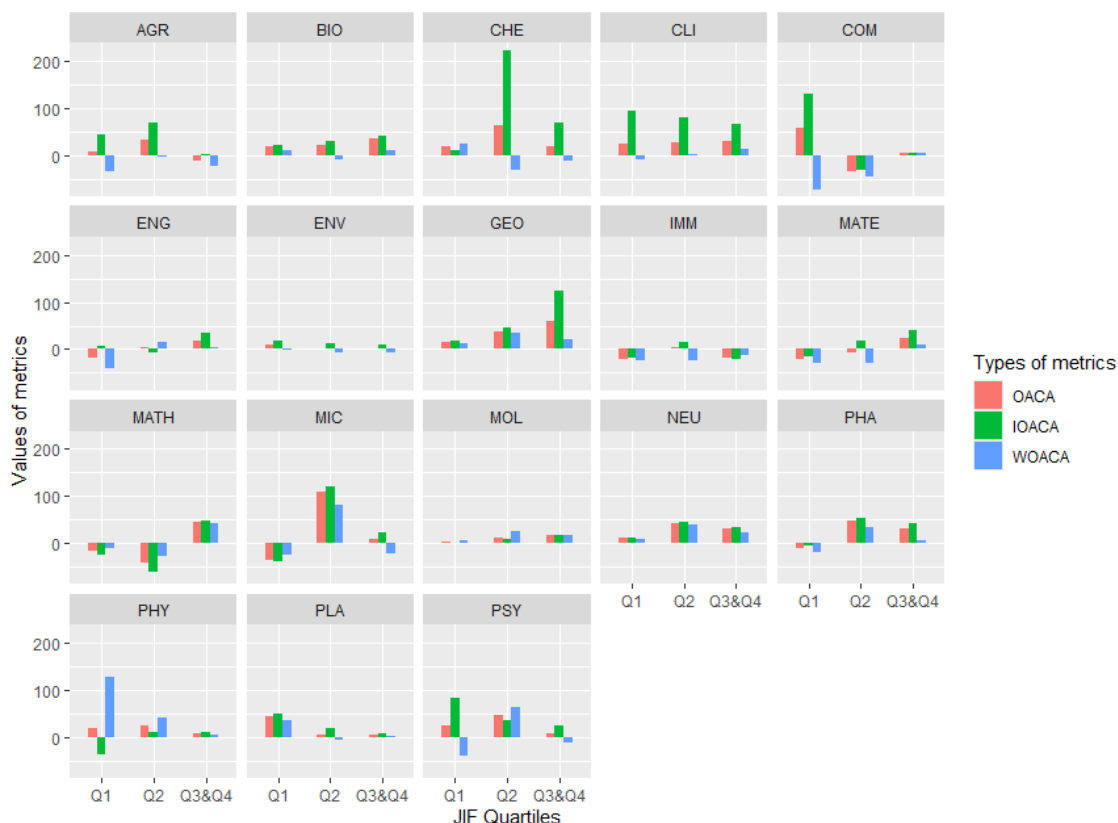 AGR BIO CHE CLI COM
200
100
0
ENG ENV GEO IMM MATE
200
100
0
MATH MIC MOL NEU PHA
200
100
0
Q1 Q2 Q3&Q4 Q1 Q2 Q3&Q4
PHY PLA PSY
200
100
0
Q1 Q2 Q3&Q4 Q1 Q2 Q3&Q4 Q1 Q2 Q3&Q4
JIF Quartiles
Values of metrics
Types of metrics
OACA
IOACA
WOACA